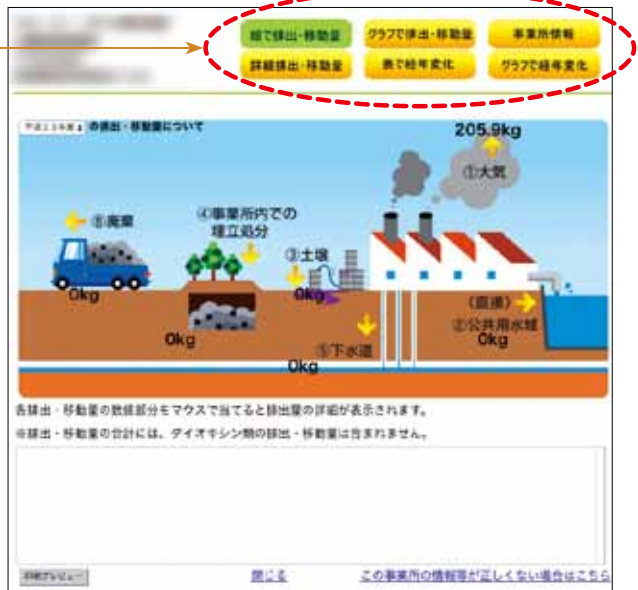 絵で排出・移動量
グラフで排出・移動量
事業所情報
詳細排出・移動量
表で経年変化
グラフで経年変化
の排出・移動量について
205.9kg
①大気
⑥廃棄
④事業所内での
埋立処分
③土壌
0kg
0kg
0kg
(直接)
②公共用水域
0kg
⑤下水道
0kg
各排出・移動量の数値部分をマウスで当てると排出量の詳細が表示されます。
※排出・移動量の合計には、ダイオキシン類の排出・移動量は含まれません。
印刷プレビュー
閉じる
この事業所の情報等が正しくない場合はこちら